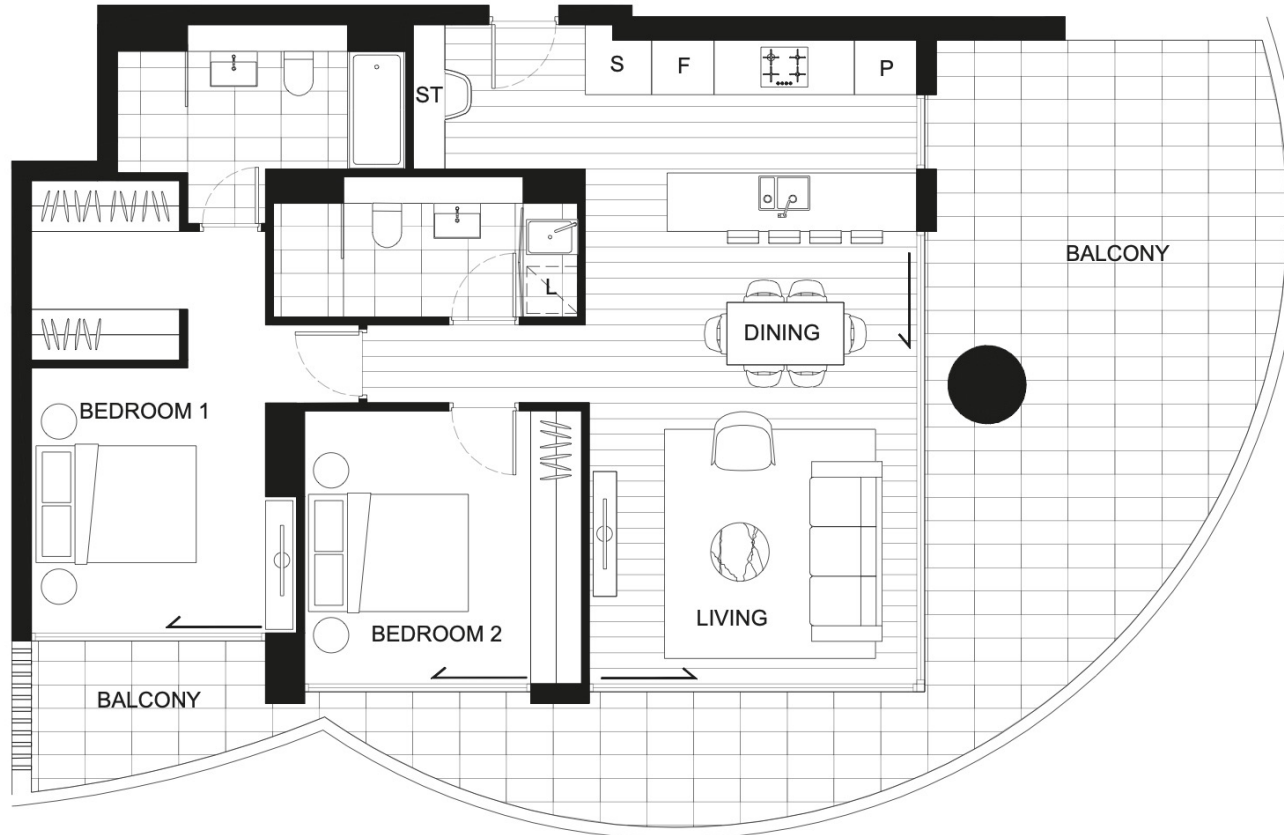 S
F
P
ST
BALCONY
L
DINING
BEDROOM 1
LIVING
BEDROOM 2
BALCONY